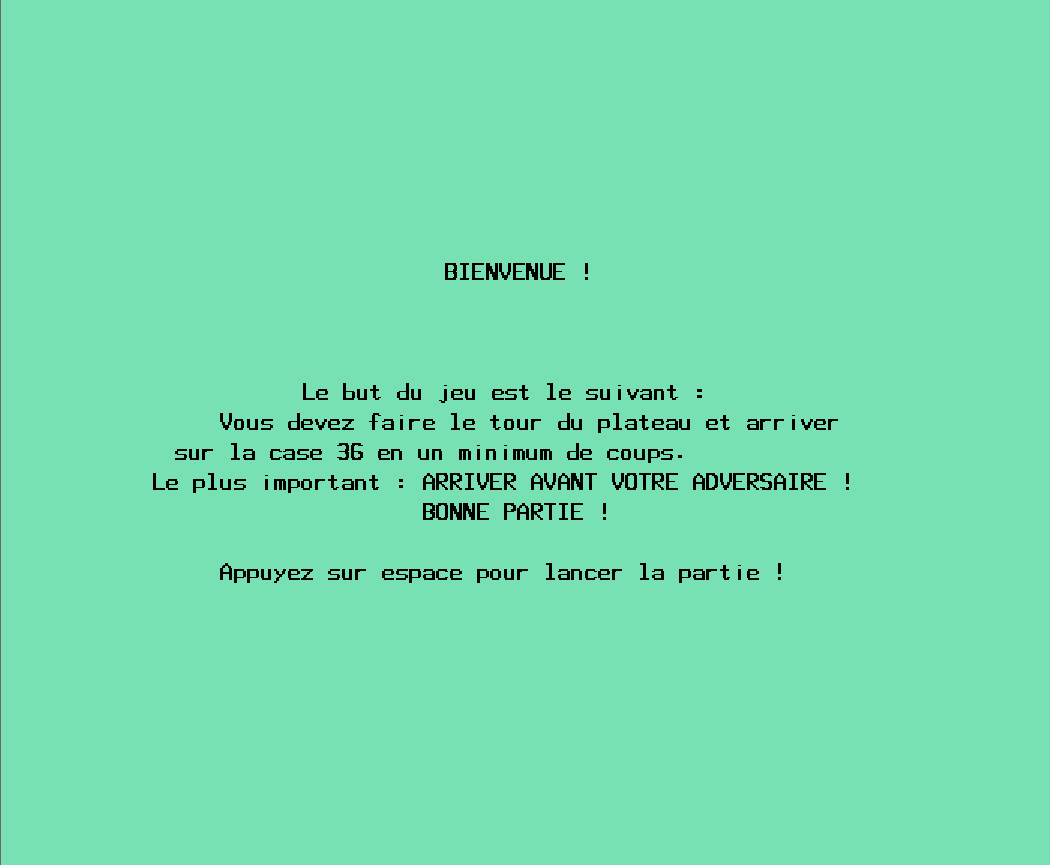 BIENVENUE !
Le but du jeu est le suivant :
Vous devez faire le tour du plateau et arriver
sur la case 36 en un minimum de coups.
Le plus important : ARRIVER AVANT VOTRE ADVERSAIRE !
BONNE PARTIE !
Appuyez sur espace pour lancer la partie !